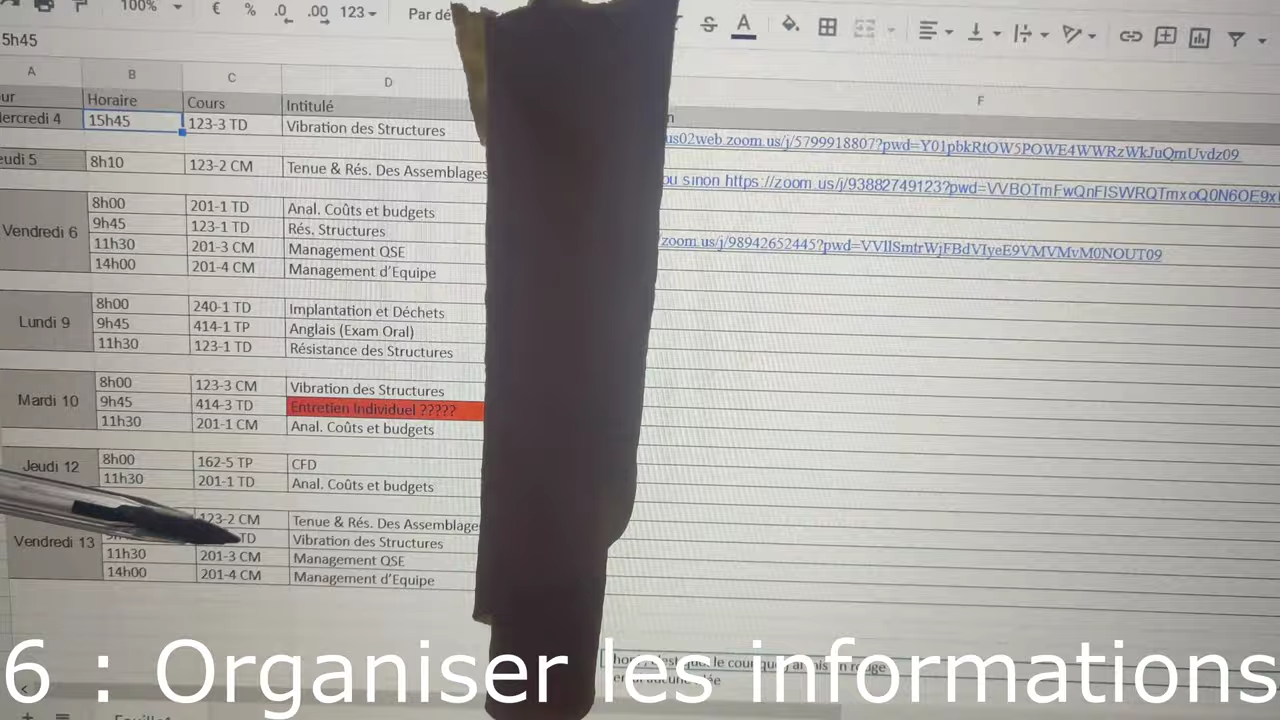 100% € % .0 .00 123 Par dé
5h45
A B C D F
ur Horaire Cours Intitulé n
ercredi 4 15h45 123-3 TD Vibration des Structures us02web.zoom.us/j/5799918807?pwd=Y01pbkRtOW5POWE4WWRzWkJuQmUvdz09
eudi 5 8h10 123-2 CM Tenue & Rés. Des Assemblages ou sinon https://zoom.us/j/93882749123?pwd=VVBOTmFwQnFISWRQTmxoQ0N6OE9x
Vendredi 6
8h00 201-1 TD Anal. Coûts et budgets
9h45 123-1 TD Rés. Structures
11h30 201-3 CM Management QSE zoom.us/j/98942652445?pwd=VVllSmtrWjFBdVIyeE9VMVMvM0NOUT09
14h00 201-4 CM Management d'Equipe
Lundi 9
8h00 240-1 TD Implantation et Déchets
9h45 414-1 TP Anglais (Exam Oral)
11h30 123-1 TD Résistance des Structures
Mardi 10
8h00 123-3 CM Vibration des Structures
9h45 414-3 TD Entretien Individuel ?????
11h30 201-1 CM Anal. Coûts et budgets
Jeudi 12
8h00 162-5 TP CFD
11h30 201-1 TD Anal. Coûts et budgets
Vendredi 13
123-2 CM Tenue & Rés. Des Assemblage
TD Vibration des Structures
11h30 201-3 CM Management QSE
14h00 201-4 CM Management d'Equipe
6 : Organiser les informations